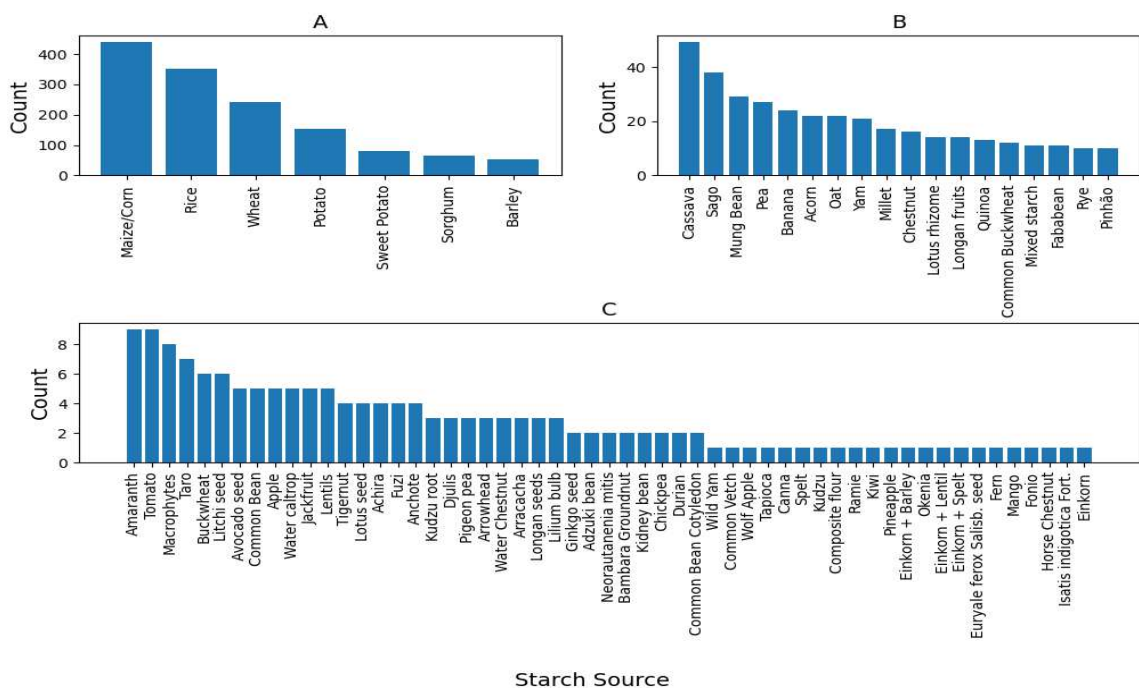 A
Count
400
300
200
100
0
Maize/Corn
Rice
Wheat
Potato
Sweet Potato
Sorghum
Barley
B
Count
40
20
0
Cassava
Sago
Mung Bean
Pea
Banana
Acorn
Oat
Yam
Millet
Chestnut
Lotus rhizome
Longan fruits
Quinoa
Common Buckwheat
Mixed starch
Fababean
Rye
Pinhão
C
Count
8
6
4
2
0
Amaranth
Tomato
Macrophytes
Taro
Buckwheat
Litchi seed
Avocado seed
Common Bean
Apple
Water caltrop
Jackfruit
Lentils
Tigernut
Lotus seed
Achira
Fuzi
Anchote
Kudzu root
Djulis
Pigeon pea
Arrowhead
Water Chestnut
Arracacha
Longan seeds
Lilium bulb
Ginkgo seed
Adzuki bean
Neorautanenia mitis
Bambara Groundnut
Kidney bean
Chickpea
Durian
Common Bean Cotyledon
Wild Yam
Common Vetch
Wolf Apple
Tapioca
Canna
Spelt
Kudzu
Composite flour
Ramie
Kiwi
Pineapple
Einkorn + Barley
Okenia
Einkorn + Lentil
Einkorn + Spelt
Euryale ferox Salisb. seed
Fern
Mango
Fonio
Horse Chestnut
Isatis indigotica Fort.
Einkorn
Starch Source